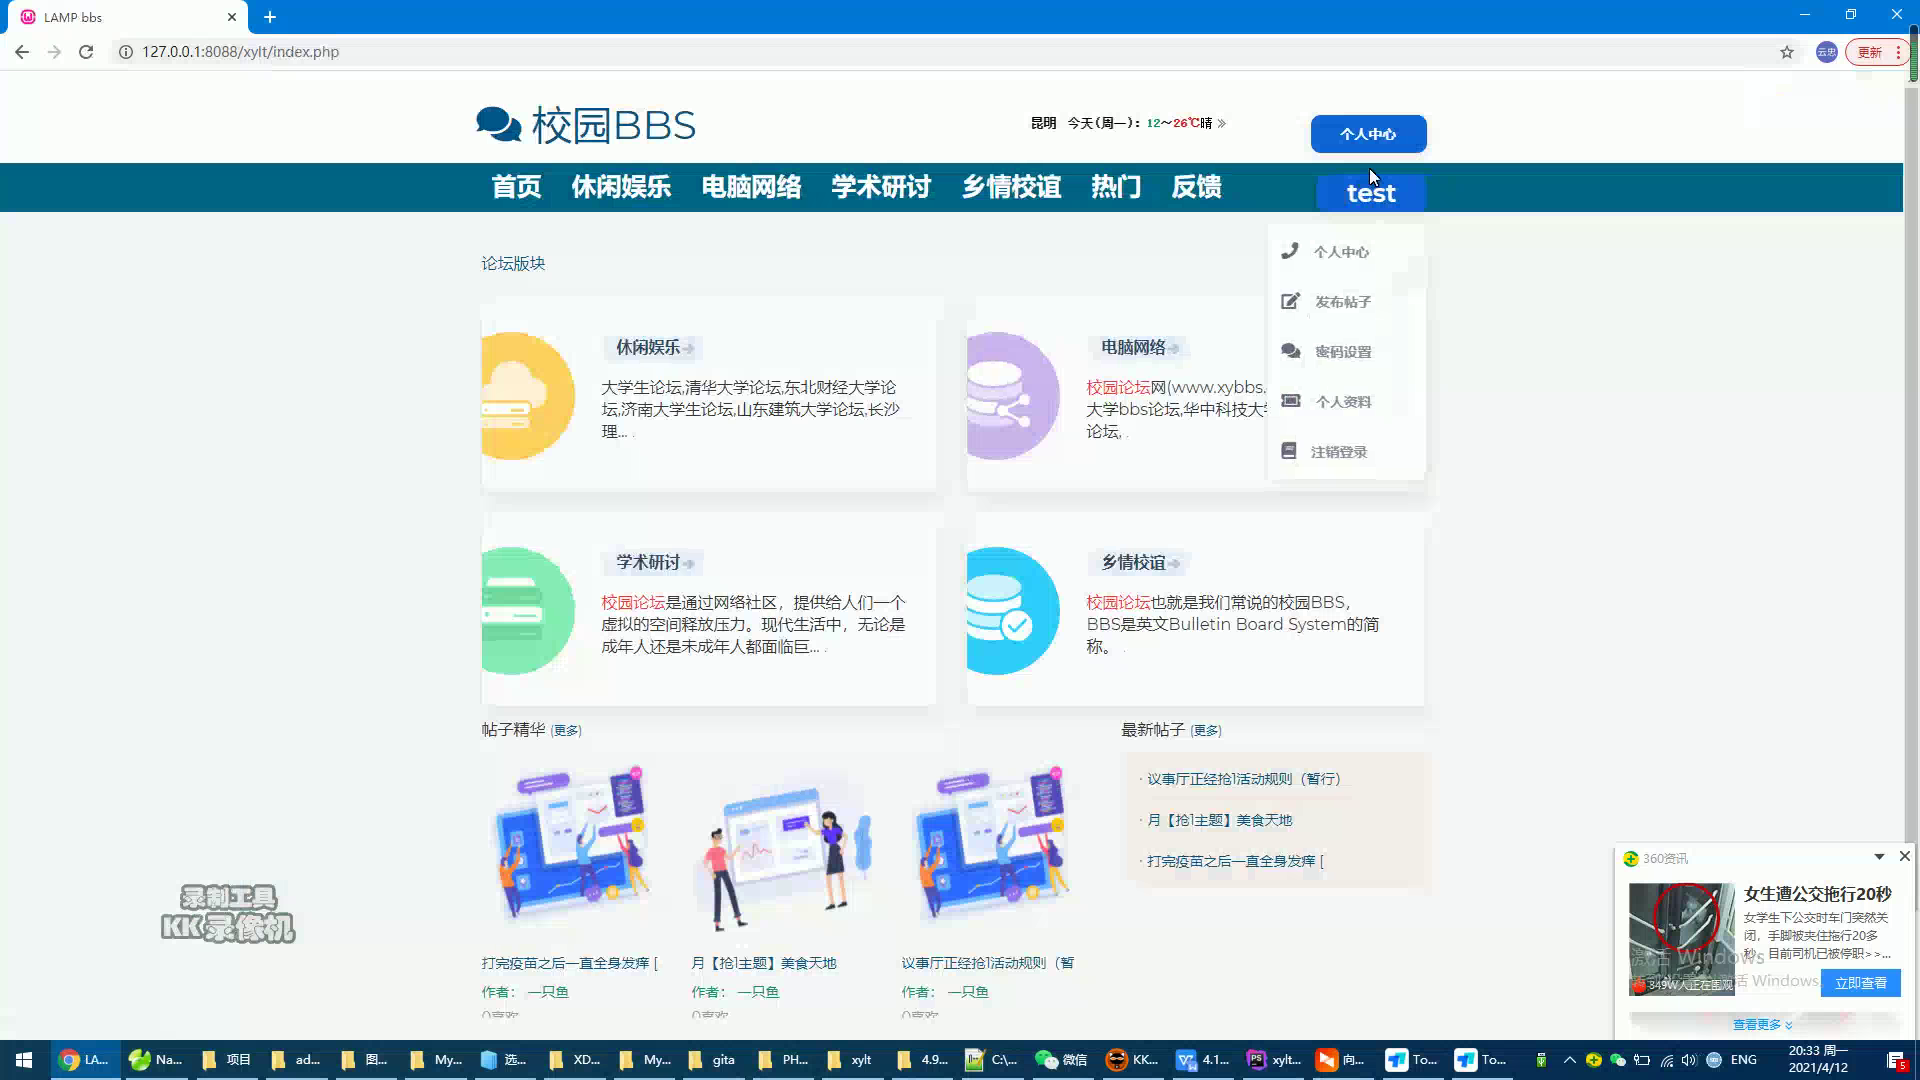 LAMP bbs
127.0.0.1:8088/xylt/index.php
云忠
更新
校园BBS
昆明 今天(周一)：12～26℃晴
个人中心
首页 休闲娱乐 电脑网络 学术研讨 乡情校谊 热门 反馈
test
个人中心
发布帖子
密码设置
个人资料
注销登录
论坛版块
休闲娱乐
大学生论坛,清华大学论坛,东北财经大学论
坛,济南大学生论坛,山东建筑大学论坛,长沙
理... .
电脑网络
校园论坛网(www.xybbs.
大学bbs论坛,华中科技大
论坛, .
学术研讨
校园论坛是通过网络社区，提供给人们一个
虚拟的空间释放压力。现代生活中，无论是
成年人还是未成年人都面临巨... .
乡情校谊
校园论坛也就是我们常说的校园BBS，
BBS是英文Bulletin Board System的简
称。 .
帖子精华 (更多)
打完疫苗之后一直全身发痒 [
作者： 一只鱼
0喜欢
月【抢1主题】美食天地
作者： 一只鱼
0喜欢
议事厅正经抢1活动规则（暂
作者： 一只鱼
0喜欢
最新帖子 (更多)
· 议事厅正经抢1活动规则（暂行）
· 月【抢1主题】美食天地
· 打完疫苗之后一直全身发痒 [
录制工具
KK 录像机
360资讯
女生遭公交拖行20秒
女学生下公交时车门突然关
闭，手脚被夹住拖行20多
秒。目前司机已被停职>>...
349W人正在围观
激活 Windows
立即查看
查看更多
LA... Na... 项目 ad... 图... My... 选... XD... My... gita PH... xylt 4.9... C:\... 微信 KK... 4.1... xylt... 向... To... To...
ENG
20:33 周一
2021/4/12
5